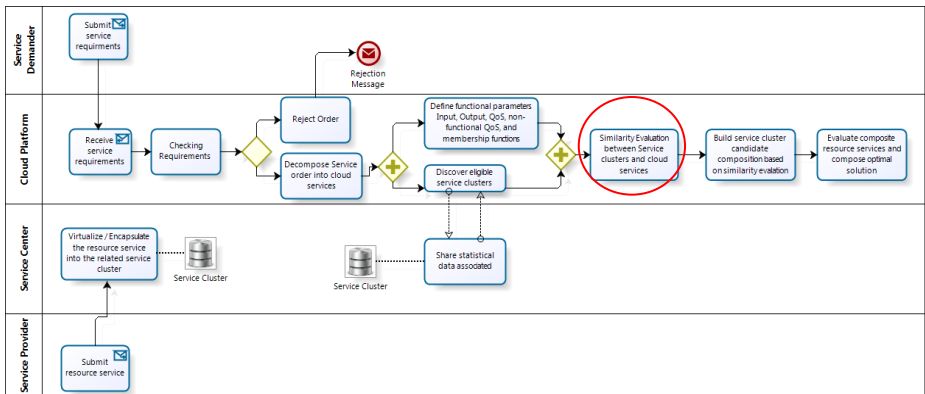 Service
Demander
Submit
service
requirments
Rejection
Message
Cloud Platform
Receive
service
requirements
Checking
Requirements
Reject Order
Decompose Service
order into cloud
services
Define functional parameters
Input, Output, QoS, non-
functional QoS, and
membership functions
Discover eligible
service clusters
Similarity Evaluation
between Service
clusters and cloud
services
Build service cluster
candidate
composition based
on similarity evaluation
Evaluate composite
resource services and
compose optimal
solution
Service Center
Virtualize / Encapsulate
the resource service
into the related service
cluster
Service Cluster
Service Cluster
Share statistical
data assodated
Service Provider
Submit
resource service